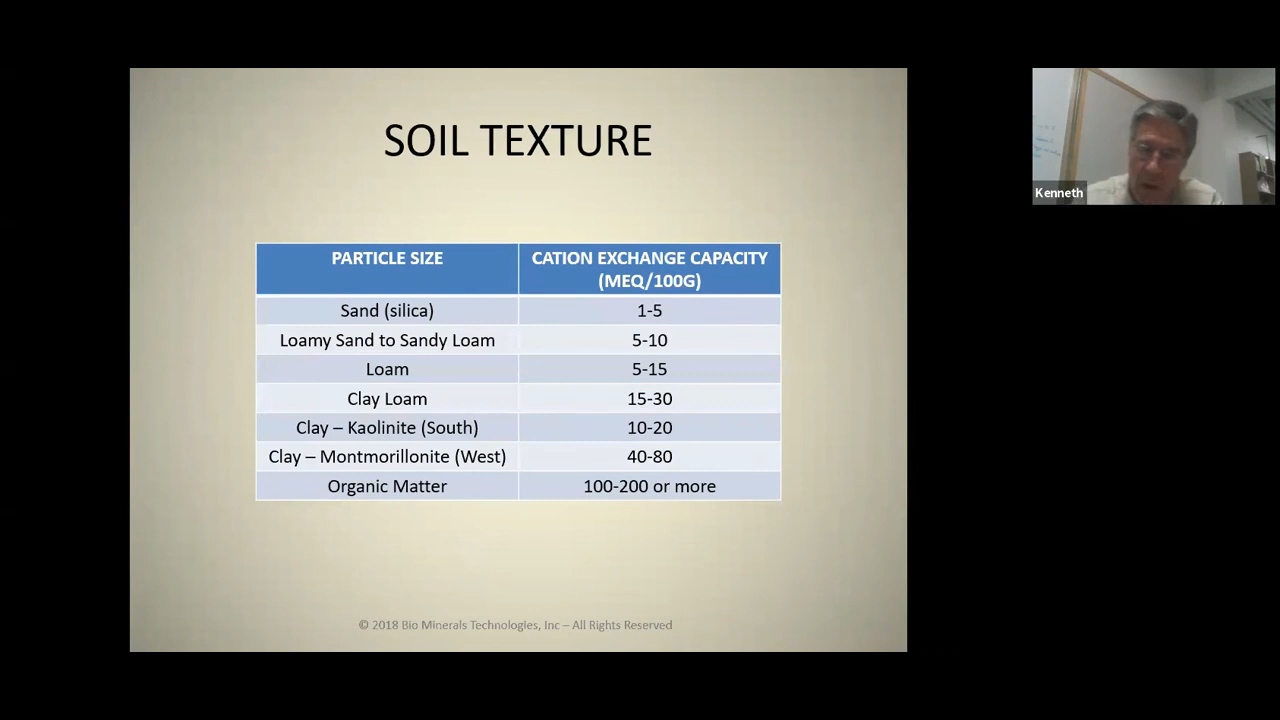 SOIL TEXTURE
PARTICLE SIZE
CATION EXCHANGE CAPACITY
(MEQ/100G)
Sand (silica)
1-5
Loamy Sand to Sandy Loam
5-10
Loam
5-15
Clay Loam
15-30
Clay – Kaolinite (South)
10-20
Clay – Montmorillonite (West)
40-80
Organic Matter
100-200 or more
© 2018 Bio Minerals Technologies, Inc – All Rights Reserved
Kenneth